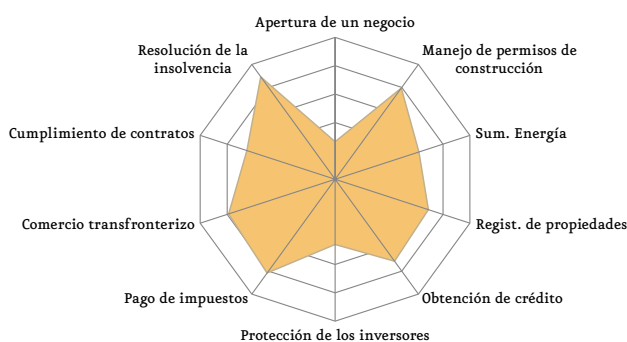 Apertura de un negocio
Manejo de permisos de
construcción
Sum. Energía
Regist. de propiedades
Obtención de crédito
Protección de los inversores
Pago de impuestos
Comercio transfronterizo
Cumplimiento de contratos
Resolución de la
insolvencia